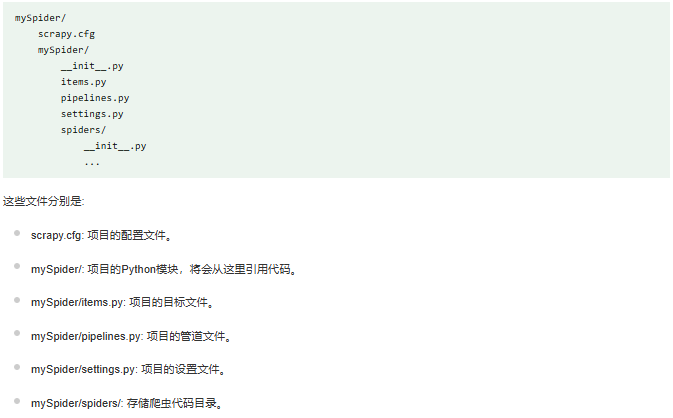 mySpider/
    scrapy.cfg
    mySpider/
        __init__.py
        items.py
        pipelines.py
        settings.py
        spiders/
            __init__.py
            ...
这些文件分别是:
scrapy.cfg: 项目的配置文件。
mySpider/: 项目的Python模块，将会从这里引用代码。
mySpider/items.py: 项目的目标文件。
mySpider/pipelines.py: 项目的管道文件。
mySpider/settings.py: 项目的设置文件。
mySpider/spiders/: 存储爬虫代码目录。